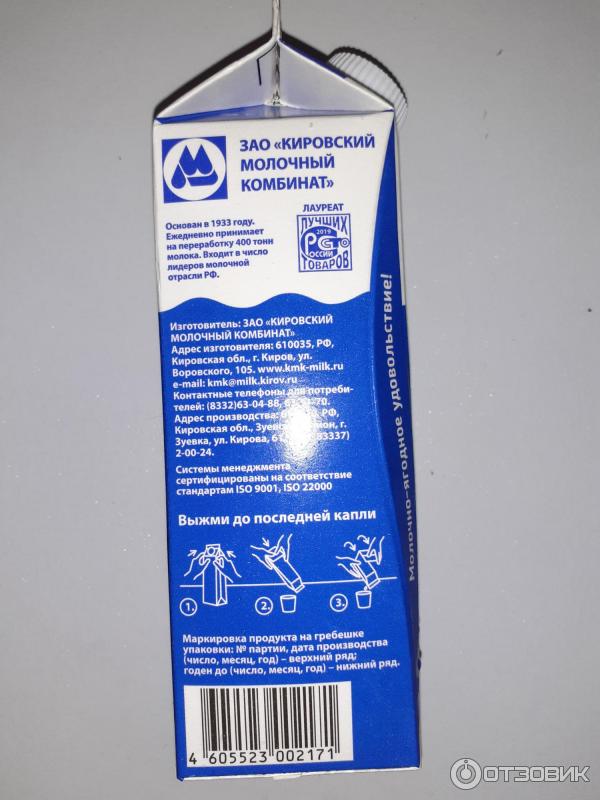 ЗАО «КИРОВСКИЙ
МОЛОЧНЫЙ
КОМБИНАТ»
Основан в 1933 году.
Ежедневно принимает
на переработку 400 тонн
молока. Входит в число
лидеров молочной
отрасли РФ.
ЛАУРЕАТ
ЛУЧШИХ
2019
РОССИИ
ТОВАРОВ
Изготовитель: ЗАО «КИРОВСКИЙ
МОЛОЧНЫЙ КОМБИНАТ»
Адрес изготовителя: 610035, РФ,
Кировская обл., г. Киров, ул.
Воровского, 105. www.kmk-milk.ru
e-mail: kmk@milk.kirov.ru
Контактные телефоны для потреби-
телей: (8332)63-04-88,
Адрес производства: РФ,
Кировская обл., г.
Зуевка, ул. Кирова,
2-00-24.
Системы менеджмента
сертифицированы на соответствие
стандартам ISO 9001, ISO 22000
Выжми до последней капли
1.
2.
3.
Маркировка продукта на гребешке
упаковки: № партии, дата производства
(число, месяц, год) – верхний ряд;
годен до (число, месяц, год) – нижний ряд.
4 605523 002171
Молочно-ягодное удовольствие!
ОТЗОВИК